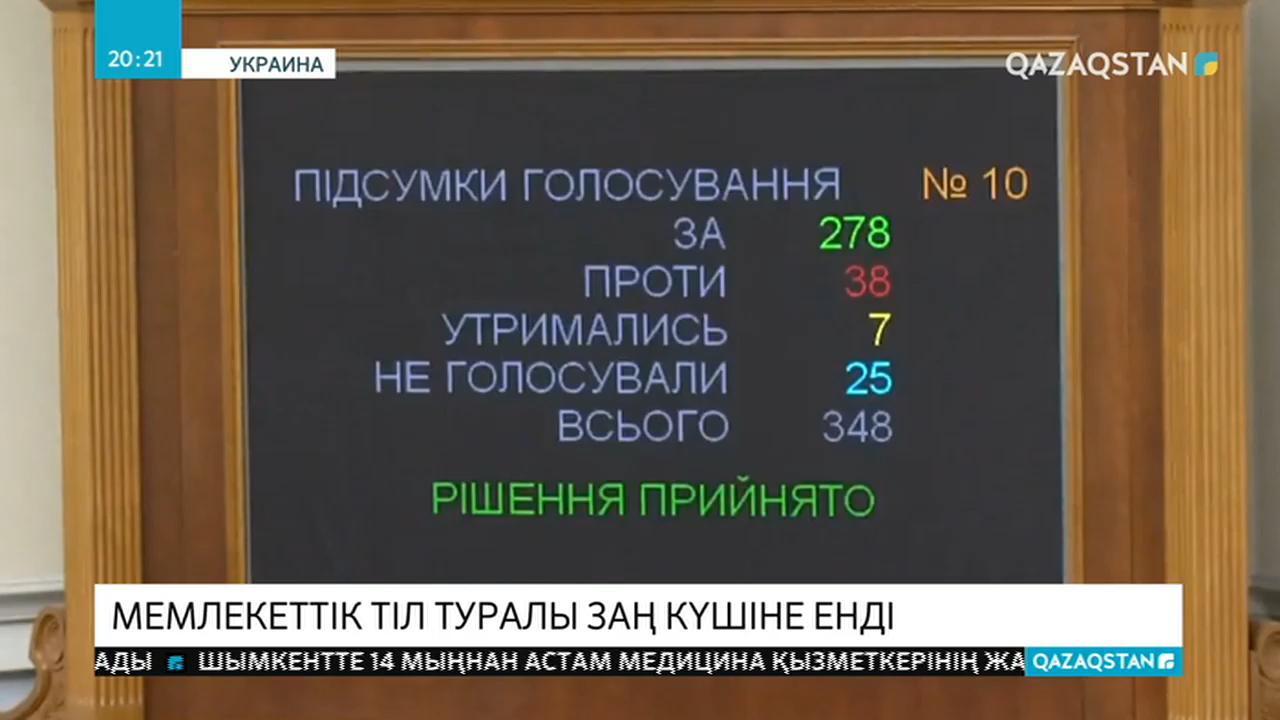 20:21
УКРАИНА
QAZAQSTAN
ПІДСУМКИ ГОЛОСУВАННЯ № 10
ЗА 278
ПРОТИ 38
УТРИМАЛИСЬ 7
НЕ ГОЛОСУВАЛИ 25
ВСЬОГО 348
РІШЕННЯ ПРИЙНЯТО
МЕМЛЕКЕТТІК ТІЛ ТУРАЛЫ ЗАҢ КҮШІНЕ ЕНДІ
АДЫ ШЫМКЕНТТЕ 14 МЫҢНАН АСТАМ МЕДИЦИНА ҚЫЗМЕТКЕРІНІҢ ЖА QAZAQSTAN